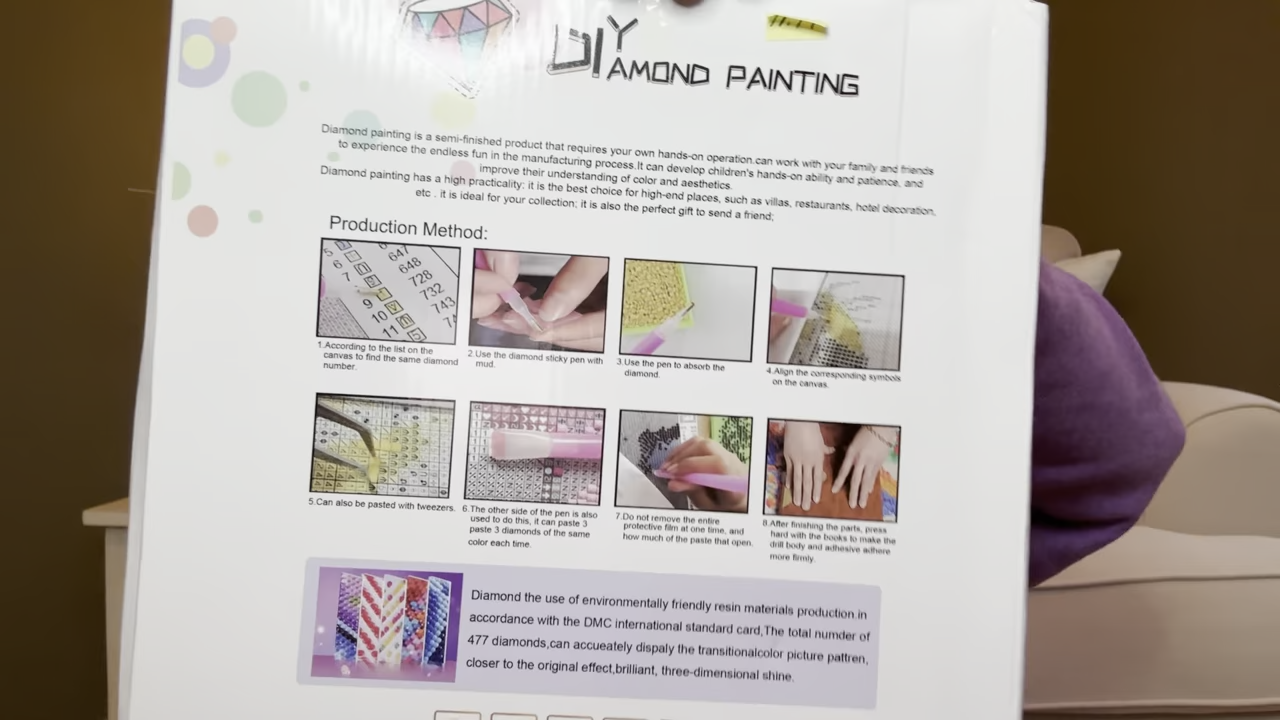 DIY
DIAMOND PAINTING
Diamond painting is a semi-finished product that requires your own hands-on operation.can work with your family and friends
to experience the endless fun in the manufacturing process.It can develop children's hands-on ability and patience, and
improve their understanding of color and aesthetics.
Diamond painting has a high practicality: it is the best choice for high-end places, such as villas, restaurants, hotel decoration,
etc . it is ideal for your collection; it is also the perfect gift to send a friend;
Production Method:
5 6 7 9 10 11
647
648
728
732
743
1.According to the list on the
canvas to find the same diamond
number.
2.Use the diamond sticky pen with
mud.
3.Use the pen to absorb the
diamond.
4.Align the corresponding symbols
on the canvas.
5.Can also be pasted with tweezers.
6.The other side of the pen is also
used to do this, it can paste 3
paste 3 diamonds of the same
color each time.
7.Do not remove the entire
protective film at one time, and
how much of the paste that open.
8.After finishing the parts, press
hard with the books to make the
drill body and adhesive adhere
more firmly.
Diamond the use of environmentally friendly resin materials production.in
accordance with the DMC international standard card,The total numder of
477 diamonds,can accueately dispaly the transitionalcolor picture pattren,
closer to the original effect,brilliant, three-dimensional shine.